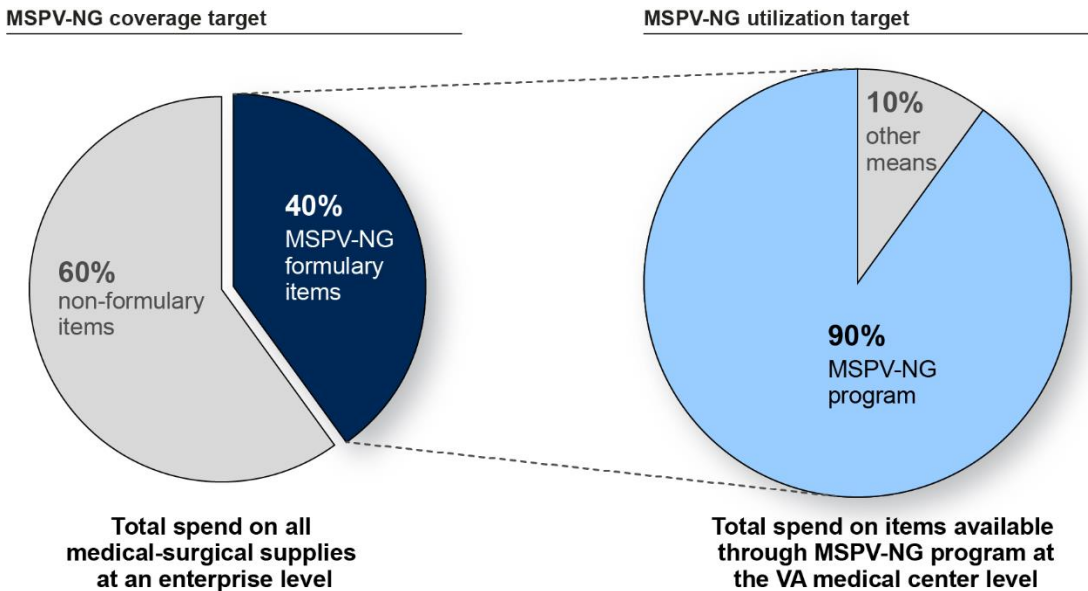 MSPV-NG coverage target
60%
non-formulary
items
40%
MSPV-NG
formulary
items
Total spend on all
medical-surgical supplies
at an enterprise level
MSPV-NG utilization target
10%
other
means
90%
MSPV-NG
program
Total spend on items available
through MSPV-NG program at
the VA medical center level